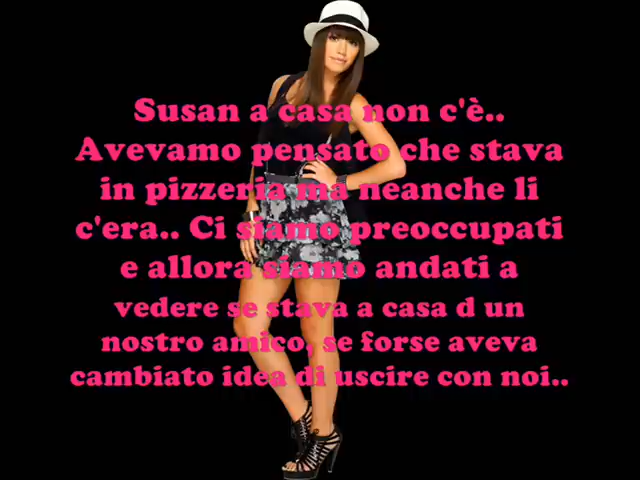 Susan a casa non c'è..
Avevamo pensato che stava
in pizzeria ma neanche li
c'era.. Ci siamo preoccupati
e allora siamo andati a
vedere se stava a casa d un
nostro amico, se forse aveva
cambiato idea di uscire con noi..